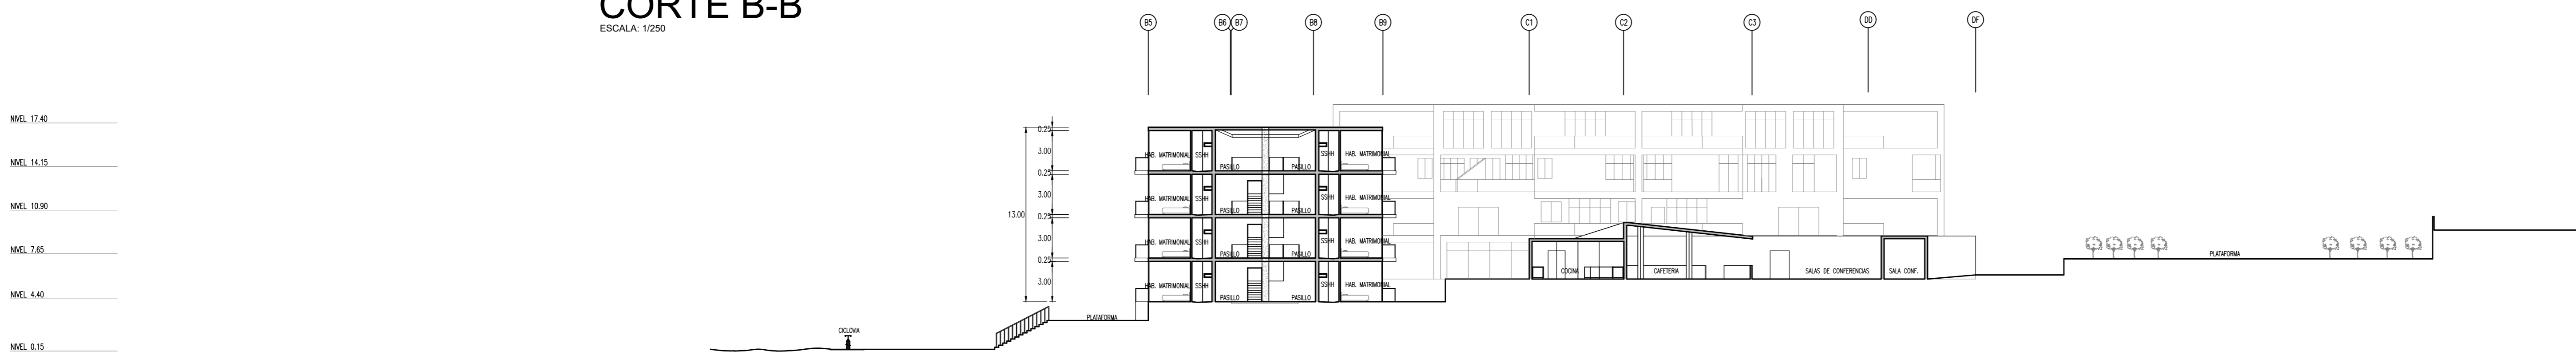 CORTE B-B
ESCALA: 1/250
B5 B6 B7 B8 B9 C1 C2 C3 DD DF
NIVEL 17.40
0.25
HAB. MATRIMONIAL SSHH PASILLO PASILLO SSHH HAB. MATRIMONIAL
3.00
NIVEL 14.15
0.25
HAB. MATRIMONIAL SSHH PASILLO PASILLO SSHH HAB. MATRIMONIAL
3.00
NIVEL 10.90
13.00
0.25
HAB. MATRIMONIAL SSHH PASILLO PASILLO SSHH HAB. MATRIMONIAL
3.00
NIVEL 7.65
0.25
HAB. MATRIMONIAL SSHH PASILLO PASILLO SSHH HAB. MATRIMONIAL
3.00
COCINA CAFETERIA SALAS DE CONFERENCIAS SALA CONF. PLATAFORMA
NIVEL 4.40
PLATAFORMA
CICLOVIA
NIVEL 0.15